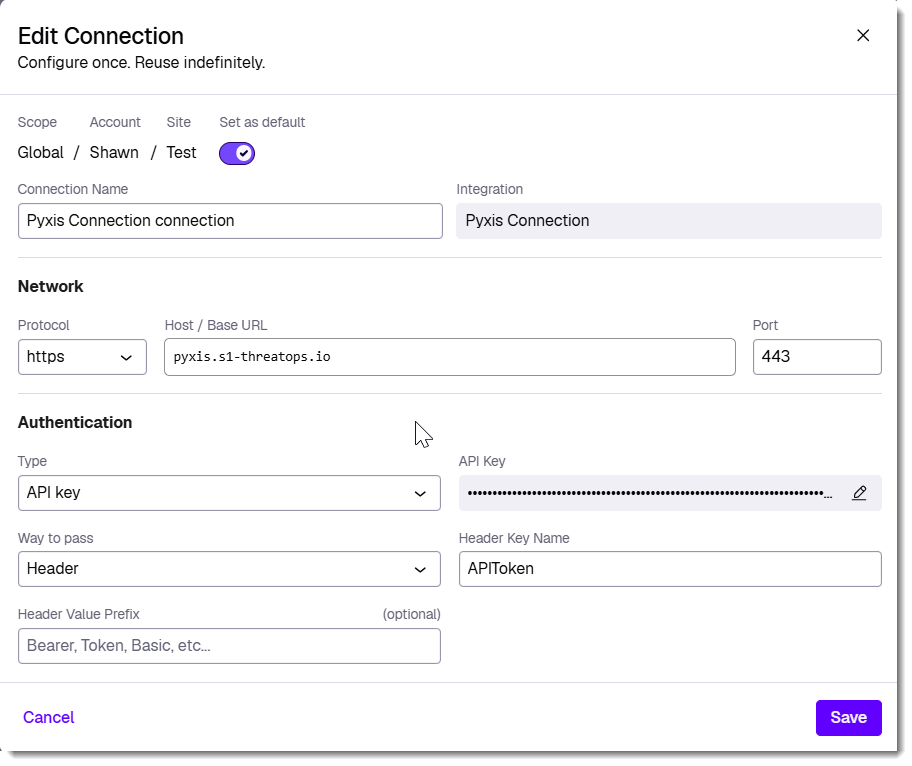 Edit Connection
Configure once. Reuse indefinitely.
Scope Account Site Set as default
Global / Shawn / Test
Connection Name Integration
Pyxis Connection connection Pyxis Connection
Network
Protocol Host / Base URL Port
https pyxis.s1-threatops.io 443
Authentication
Type API Key
API key ••••••••••••••••••••••••••••••••••••••••••••••••••••••••••••••••••••••••...
Way to pass Header Key Name
Header APIToken
Header Value Prefix (optional)
Bearer, Token, Basic, etc...
Cancel Save